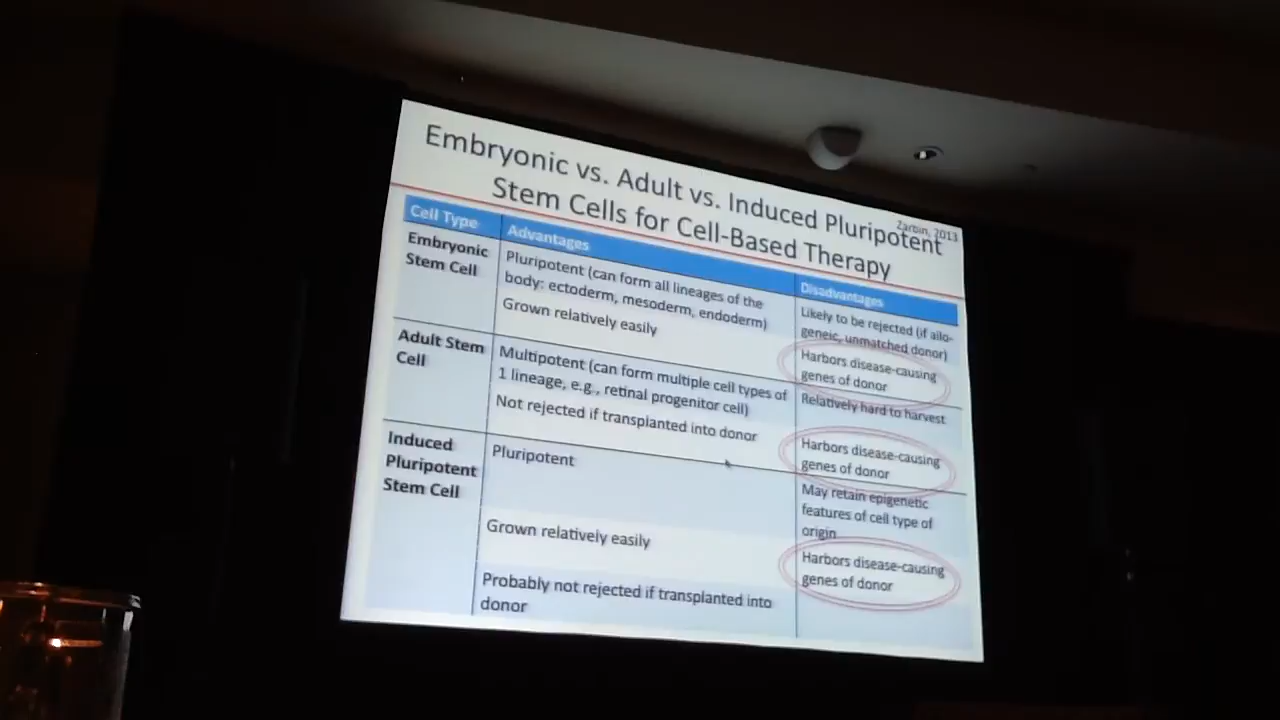 Embryonic vs. Adult vs. Induced Pluripotent
Stem Cells for Cell-Based Therapy
Zarbin, 2013
Cell Type
Advantages
Disadvantages
Embryonic
Stem Cell
Pluripotent (can form all lineages of the
body: ectoderm, mesoderm, endoderm)
Grown relatively easily
Likely to be rejected (if allo-
geneic, unmatched donor)
Harbors disease-causing
genes of donor
Adult Stem
Cell
Multipotent (can form multiple cell types of
1 lineage, e.g., retinal progenitor cell)
Not rejected if transplanted into donor
Relatively hard to harvest
Harbors disease-causing
genes of donor
Induced
Pluripotent
Stem Cell
Pluripotent
Grown relatively easily
Probably not rejected if transplanted into
donor
May retain epigenetic
features of cell type of
origin
Harbors disease-causing
genes of donor